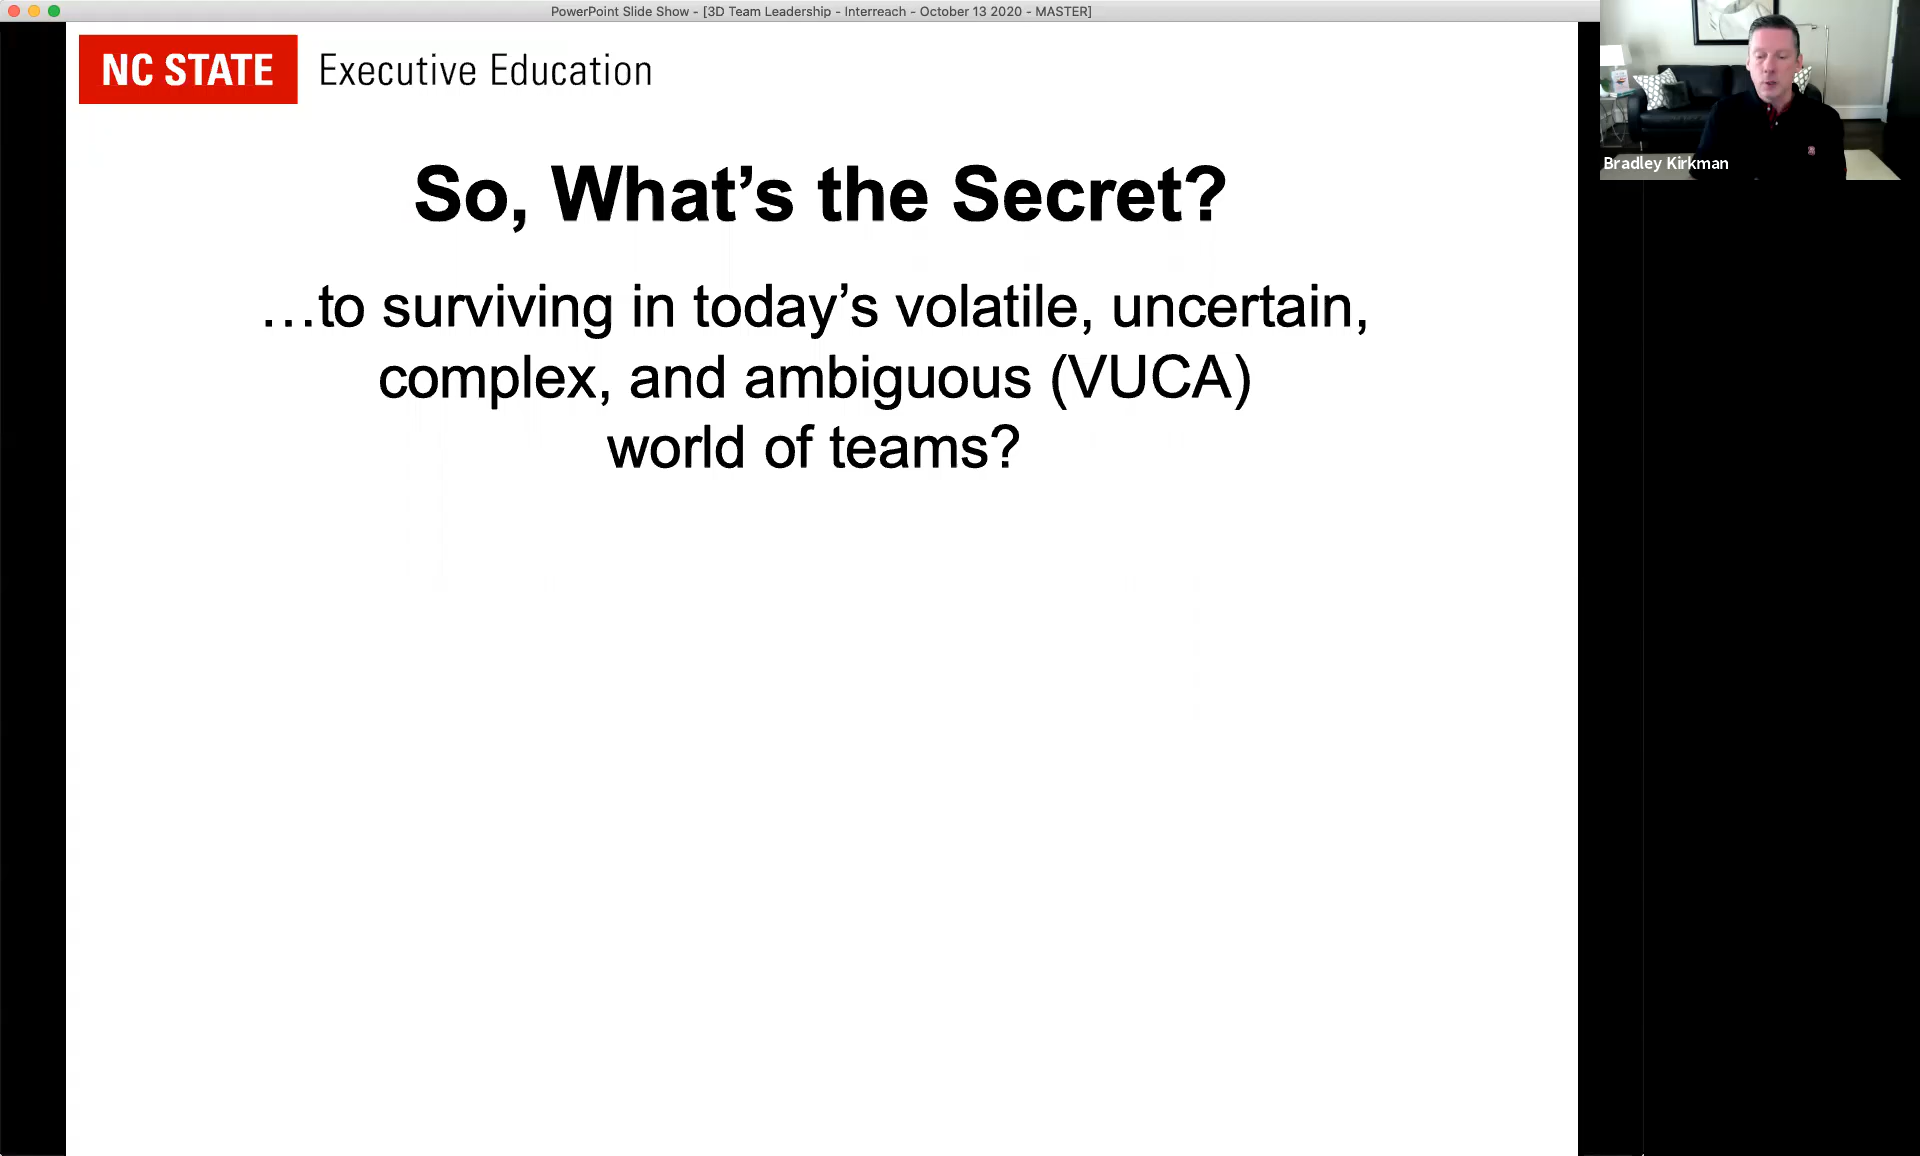 PowerPoint Slide Show - [3D Team Leadership - Interreach - October 13 2020 - MASTER]
NC STATE Executive Education
So, What’s the Secret?
…to surviving in today’s volatile, uncertain,
complex, and ambiguous (VUCA)
world of teams?
Bradley Kirkman